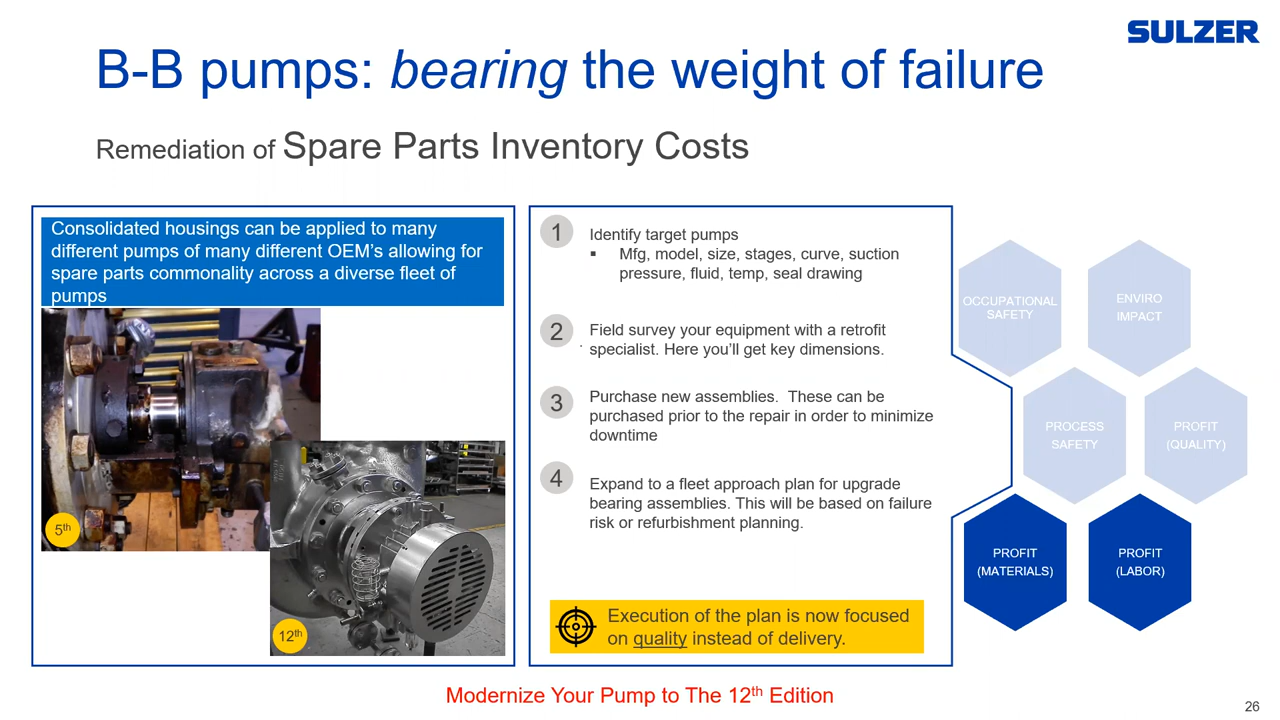 SULZER
B-B pumps: bearing the weight of failure
Remediation of Spare Parts Inventory Costs
Consolidated housings can be applied to many
different pumps of many different OEM's allowing for
spare parts commonality across a diverse fleet of
pumps
5th
12th
1
Identify target pumps
▪ Mfg, model, size, stages, curve, suction
pressure, fluid, temp, seal drawing
2
Field survey your equipment with a retrofit
specialist. Here you'll get key dimensions.
3
Purchase new assemblies. These can be
purchased prior to the repair in order to minimize
downtime
4
Expand to a fleet approach plan for upgrade
bearing assemblies. This will be based on failure
risk or refurbishment planning.
Execution of the plan is now focused
on quality instead of delivery.
OCCUPATIONAL
SAFETY
ENVIRO
IMPACT
PROCESS
SAFETY
PROFIT
(QUALITY)
PROFIT
(MATERIALS)
PROFIT
(LABOR)
Modernize Your Pump to The 12th Edition
26